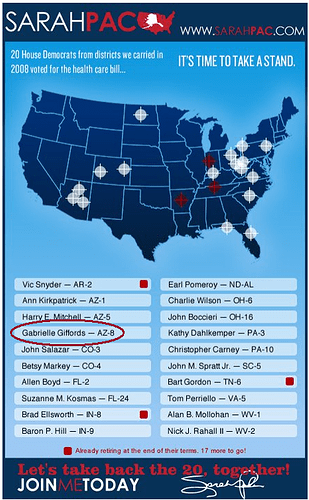 SARAHPAC
WWW.SARAHPAC.COM
20 House Democrats from districts we carried in
2008 voted for the health care bill...
IT'S TIME TO TAKE A STAND.
Vic Snyder — AR-2
Ann Kirkpatrick — AZ-1
Harry E. Mitchell — AZ-5
Gabrielle Giffords — AZ-8
John Salazar — CO-3
Betsy Markey — CO-4
Allen Boyd — FL-2
Suzanne M. Kosmas — FL-24
Brad Ellsworth — IN-8
Baron P. Hill — IN-9
Earl Pomeroy — ND-AL
Charlie Wilson — OH-6
John Boccieri — OH-16
Kathy Dahlkemper — PA-3
Christopher Carney — PA-10
John M. Spratt Jr. — SC-5
Bart Gordon — TN-6
Tom Perriello — VA-5
Alan B. Mollohan — WV-1
Nick J. Rahall II — WV-2
Already retiring at the end of their terms. 17 more to go!
Let's take back the 20, together!
JOINMETODAY